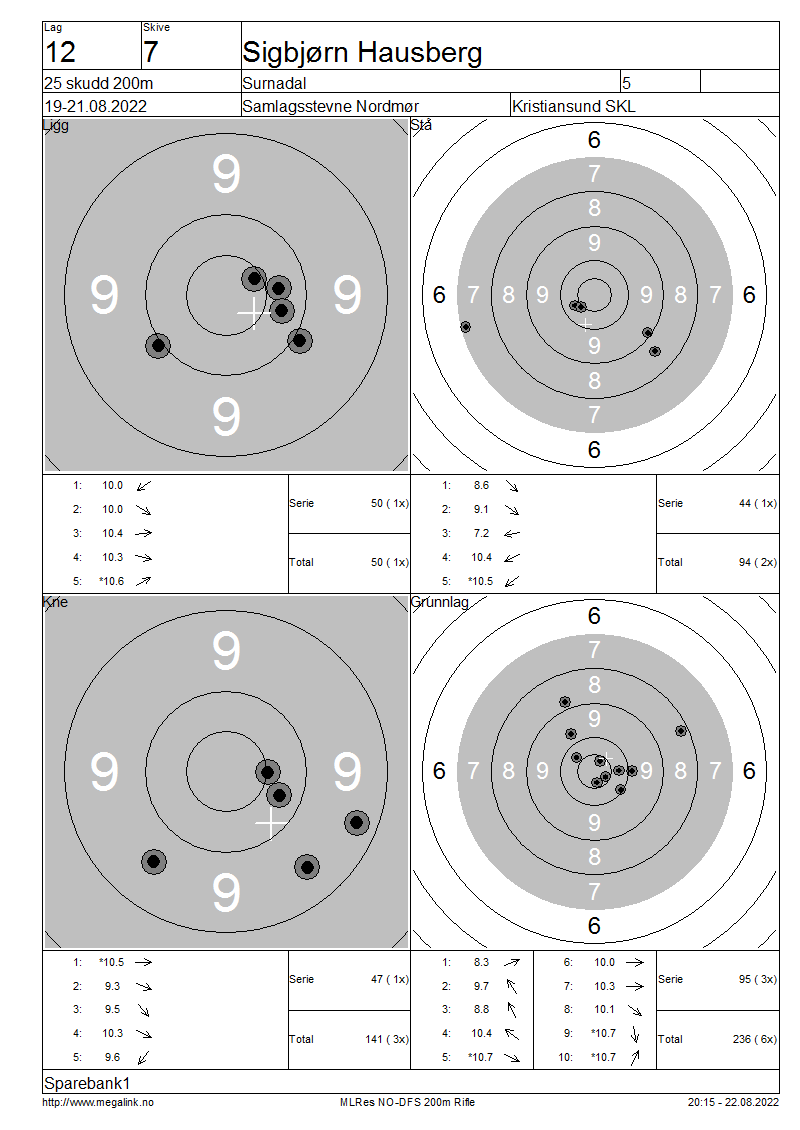 Lag Skive
12 7 Sigbjørn Hausberg
25 skudd 200m Surnadal 5
19-21.08.2022 Samlagsstevne Nordmør Kristiansund SKL
Ligg
9
9 9
9
Stå
6
7
8
9
6 7 8 9 9 8 7 6
9
8
7
6
1: 10.0
2: 10.0
3: 10.4
4: 10.3
5: *10.6
Serie 50 ( 1x)
Total 50 ( 1x)
1: 8.6
2: 9.1
3: 7.2
4: 10.4
5: *10.5
Serie 44 ( 1x)
Total 94 ( 2x)
Kne
9
9 9
9
Grunnlag
6
7
8
9
6 7 8 9 9 8 7 6
9
8
7
6
1: *10.5
2: 9.3
3: 9.5
4: 10.3
5: 9.6
Serie 47 ( 1x)
Total 141 ( 3x)
1: 8.3
2: 9.7
3: 8.8
4: 10.4
5: *10.7
6: 10.0
7: 10.3
8: 10.1
9: *10.7
10: *10.7
Serie 95 ( 3x)
Total 236 ( 6x)
Sparebank1
http://www.megalink.no MLRes NO-DFS 200m Rifle 20:15 - 22.08.2022